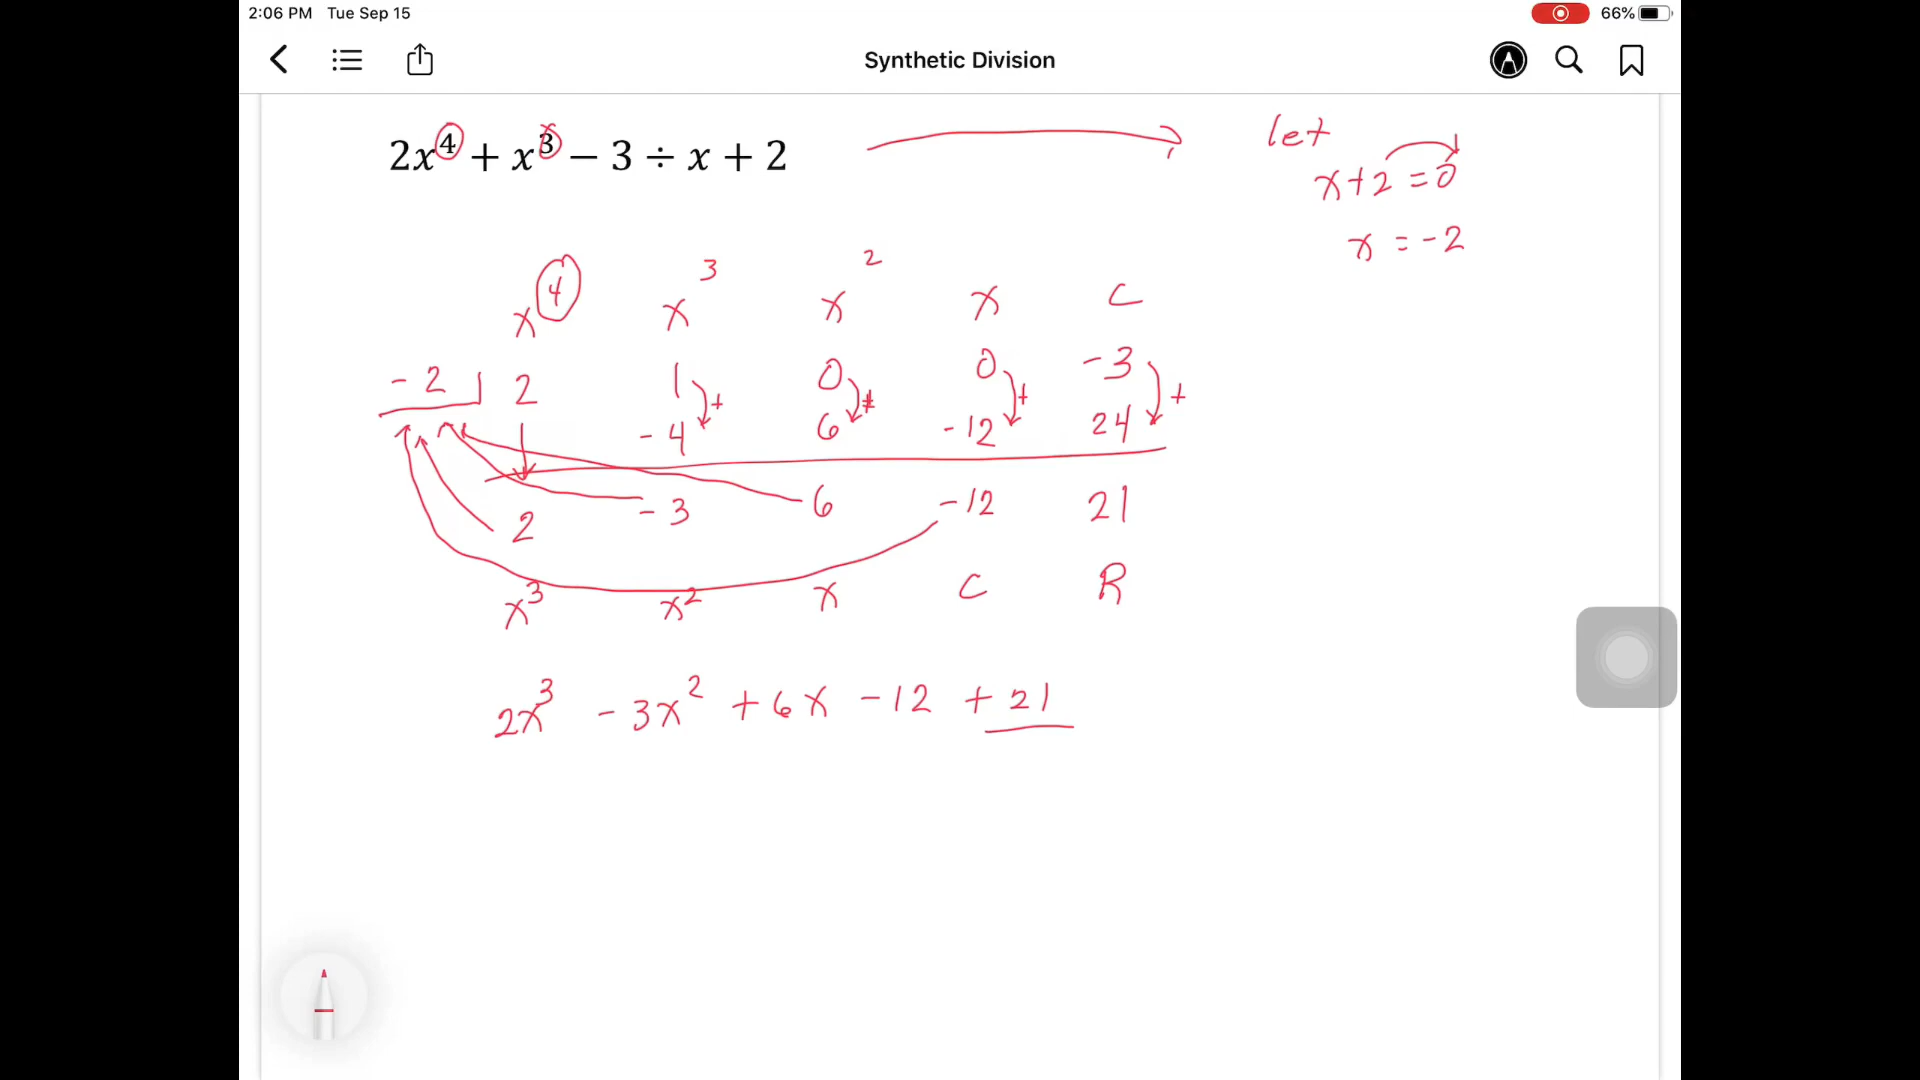 2:06 PM Tue Sep 15 66%
Synthetic Division
2x⁴ + x³ − 3 ÷ x + 2
let
x+2 =0
x = -2
x⁴ x³ x² x C
-2 2 1 0 0 -3
-4 + 6 + -12 + 24 +
2 -3 6 -12 21
x³ x² x C R
2x³ - 3x² + 6x - 12 + 21